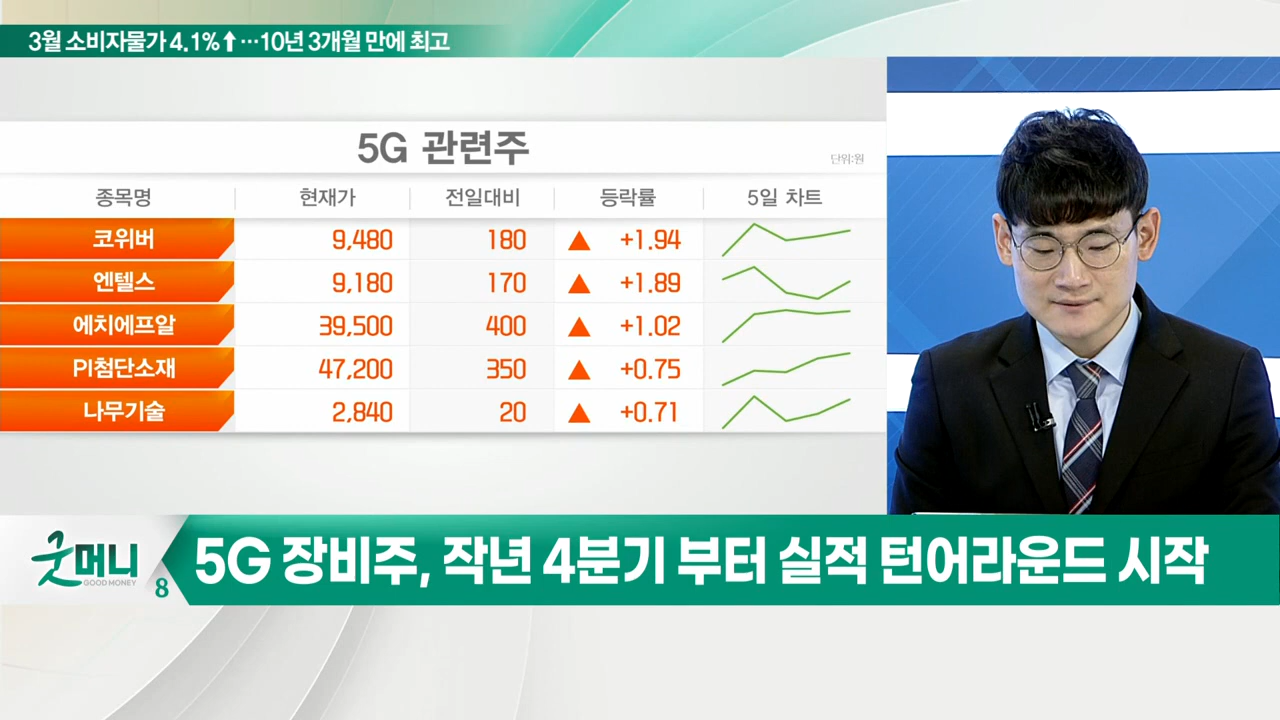 3월 소비자물가 4.1%⬆…10년 3개월 만에 최고
5G 관련주
단위:원
종목명 현재가 전일대비 등락률 5일 차트
코위버 9,480 180 ▲ +1.94
엔텔스 9,180 170 ▲ +1.89
에치에프알 39,500 400 ▲ +1.02
PI첨단소재 47,200 350 ▲ +0.75
나무기술 2,840 20 ▲ +0.71
굿머니
GOOD MONEY
8
5G 장비주, 작년 4분기 부터 실적 턴어라운드 시작